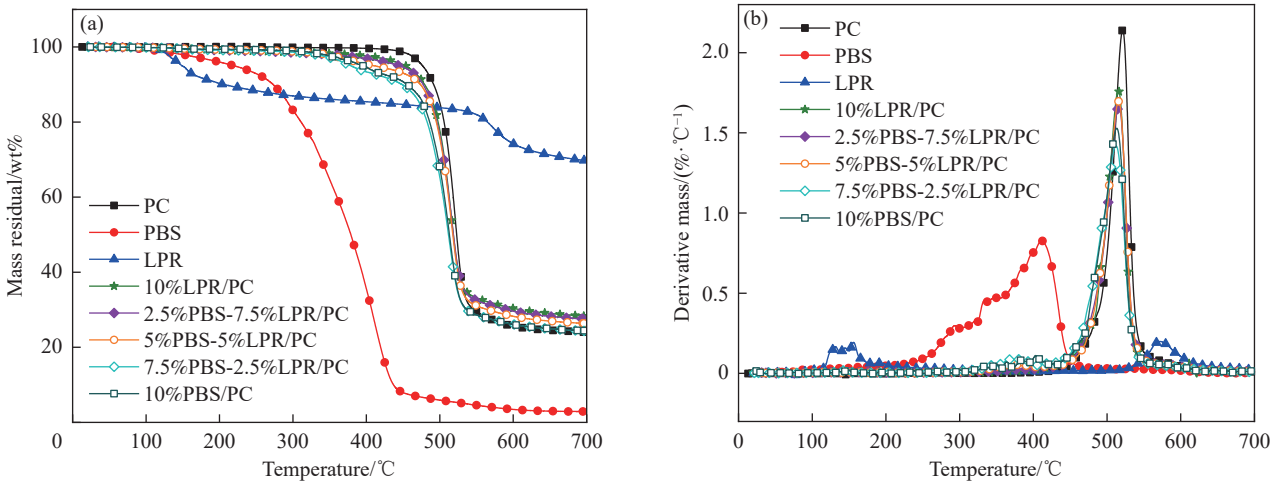 (a)
100
80
60
40
20
0
100
200
300
400
500
600
700
Mass residual/wt%
Temperature/℃
PC
PBS
LPR
10%LPR/PC
2.5%PBS-7.5%LPR/PC
5%PBS-5%LPR/PC
7.5%PBS-2.5%LPR/PC
10%PBS/PC
(b)
2.0
1.5
1.0
0.5
0
0
100
200
300
400
500
600
700
Derivative mass/(%·℃⁻¹)
Temperature/℃
PC
PBS
LPR
10%LPR/PC
2.5%PBS-7.5%LPR/PC
5%PBS-5%LPR/PC
7.5%PBS-2.5%LPR/PC
10%PBS/PC